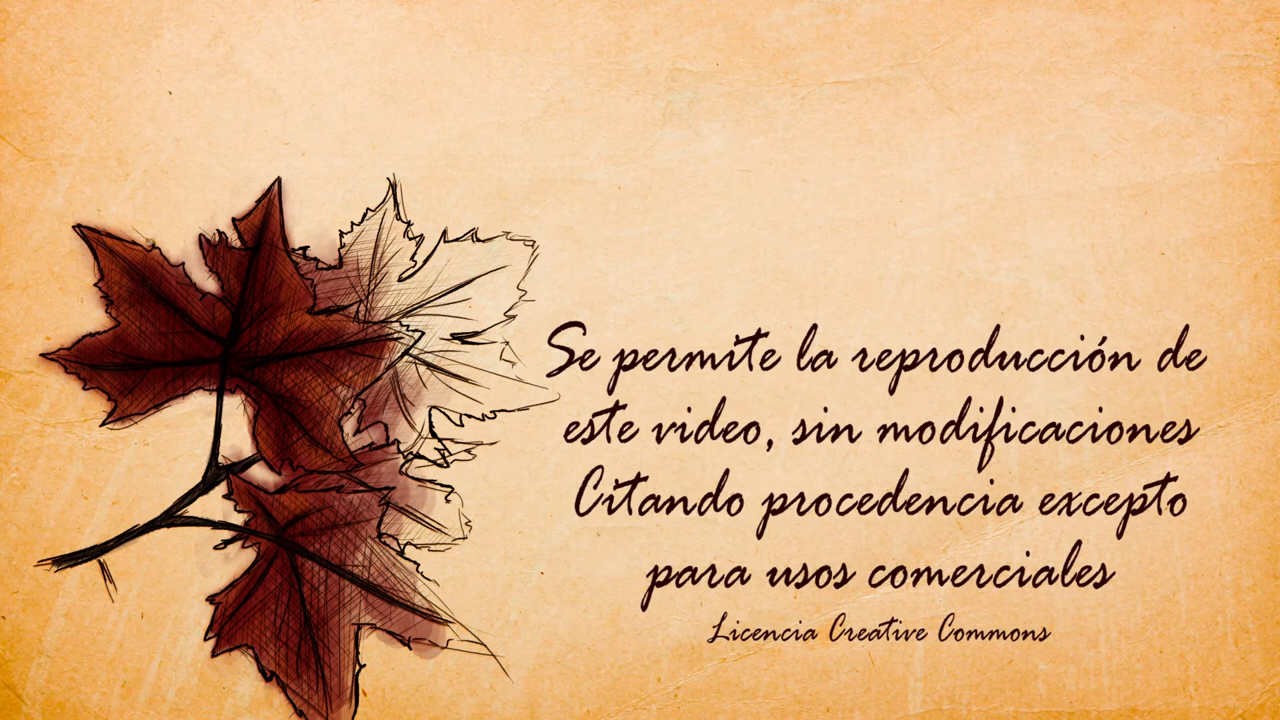 Se permite la reproducción de
este video, sin modificaciones
Citando procedencia excepto
para usos comerciales
Licencia Creative Commons